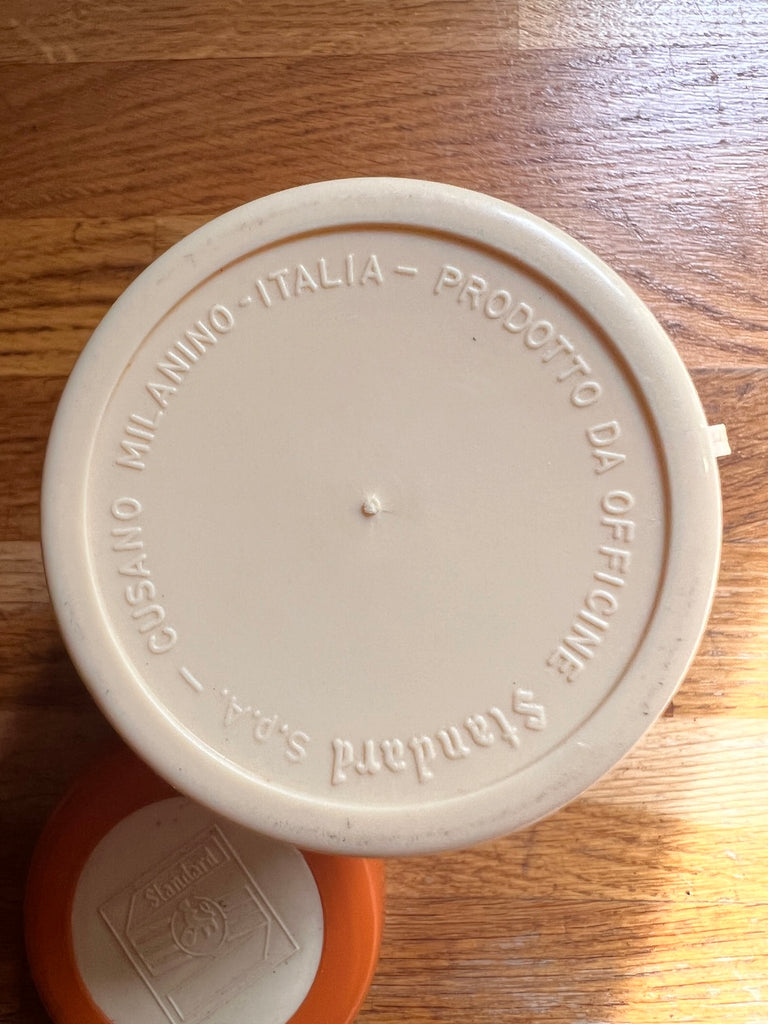 PRODOTTO DA OFFICINE Standard S.p.A. – CUSANO MILANINO - ITALIA –
Standard